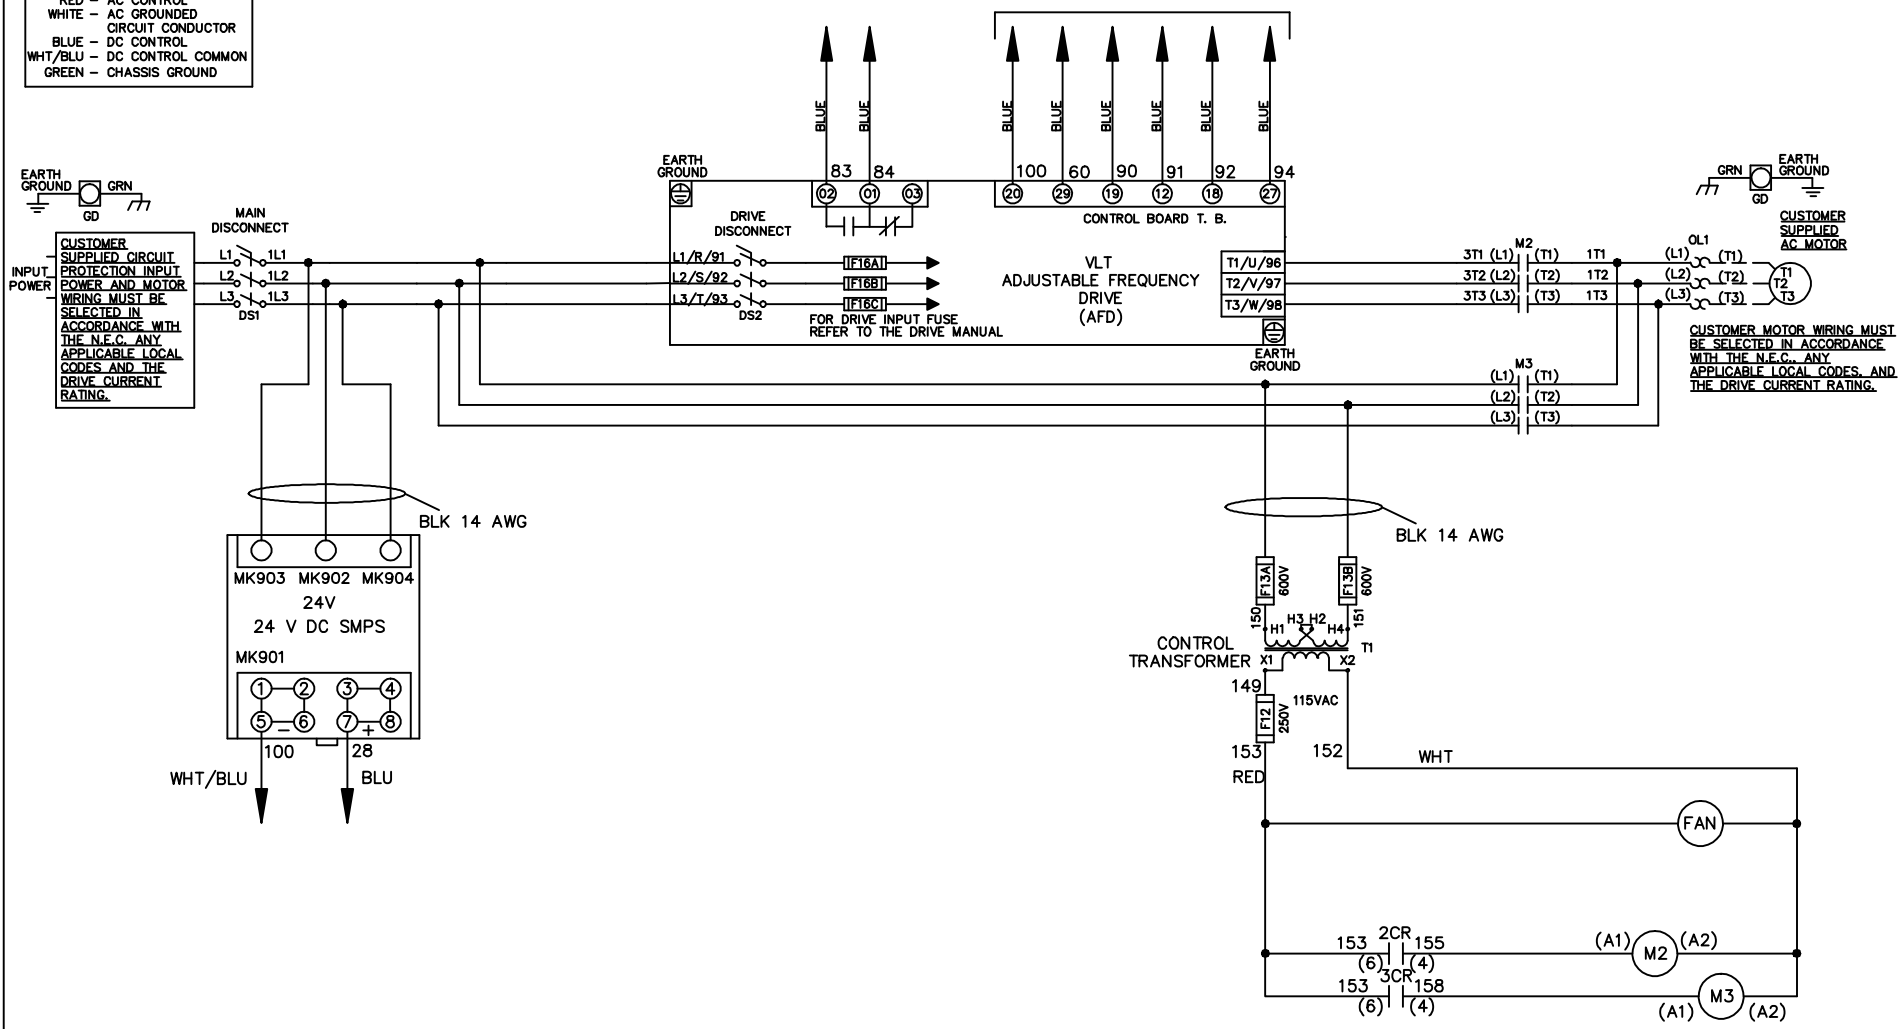 RED – AC CONTROL
WHITE – AC GROUNDED
CIRCUIT CONDUCTOR
BLUE – DC CONTROL
WHT/BLU – DC CONTROL COMMON
GREEN – CHASSIS GROUND
EARTH
GROUND
GRN
GD
CUSTOMER
SUPPLIED CIRCUIT
PROTECTION INPUT
POWER AND MOTOR
WIRING MUST BE
SELECTED IN
ACCORDANCE WITH
THE N.E.C. ANY
APPLICABLE LOCAL
CODES AND THE
DRIVE CURRENT
RATING.
INPUT
POWER
MAIN
DISCONNECT
L1 1L1
L2 1L2
L3 1L3
DS1
EARTH
GROUND
BLUE BLUE
83 84
02 01 03
BLUE BLUE BLUE BLUE BLUE BLUE
100 60 90 91 92 94
20 29 19 12 18 27
CONTROL BOARD T. B.
DRIVE
DISCONNECT
L1/R/91
L2/S/92
L3/T/93
DS2
F16A
F16B
F16C
FOR DRIVE INPUT FUSE
REFER TO THE DRIVE MANUAL
VLT
ADJUSTABLE FREQUENCY
DRIVE
(AFD)
T1/U/96
T2/V/97
T3/W/98
EARTH
GROUND
M2
3T1 (L1) (T1) 1T1
3T2 (L2) (T2) 1T2
3T3 (L3) (T3) 1T3
OL1
(L1) (T1)
(L2) (T2)
(L3) (T3)
T1
T2
T3
GRN
GD
EARTH
GROUND
CUSTOMER
SUPPLIED
AC MOTOR
CUSTOMER MOTOR WIRING MUST
BE SELECTED IN ACCORDANCE
WITH THE N.E.C., ANY
APPLICABLE LOCAL CODES, AND
THE DRIVE CURRENT RATING.
M3
(L1) (T1)
(L2) (T2)
(L3) (T3)
BLK 14 AWG
MK903 MK902 MK904
24V
24 V DC SMPS
MK901
1 2 3 4
5 6 7 8
– +
100 28
WHT/BLU BLU
BLK 14 AWG
F13A 600V
F13B 600V
150 151
H1 H3 H2 H4
T1
CONTROL
TRANSFORMER
X1 X2
149
115VAC
F12 250V
153 152
RED
WHT
FAN
2CR
153 155
(6) (4)
(A1) M2 (A2)
3CR
153 158
(6) (4)
(A1) M3 (A2)